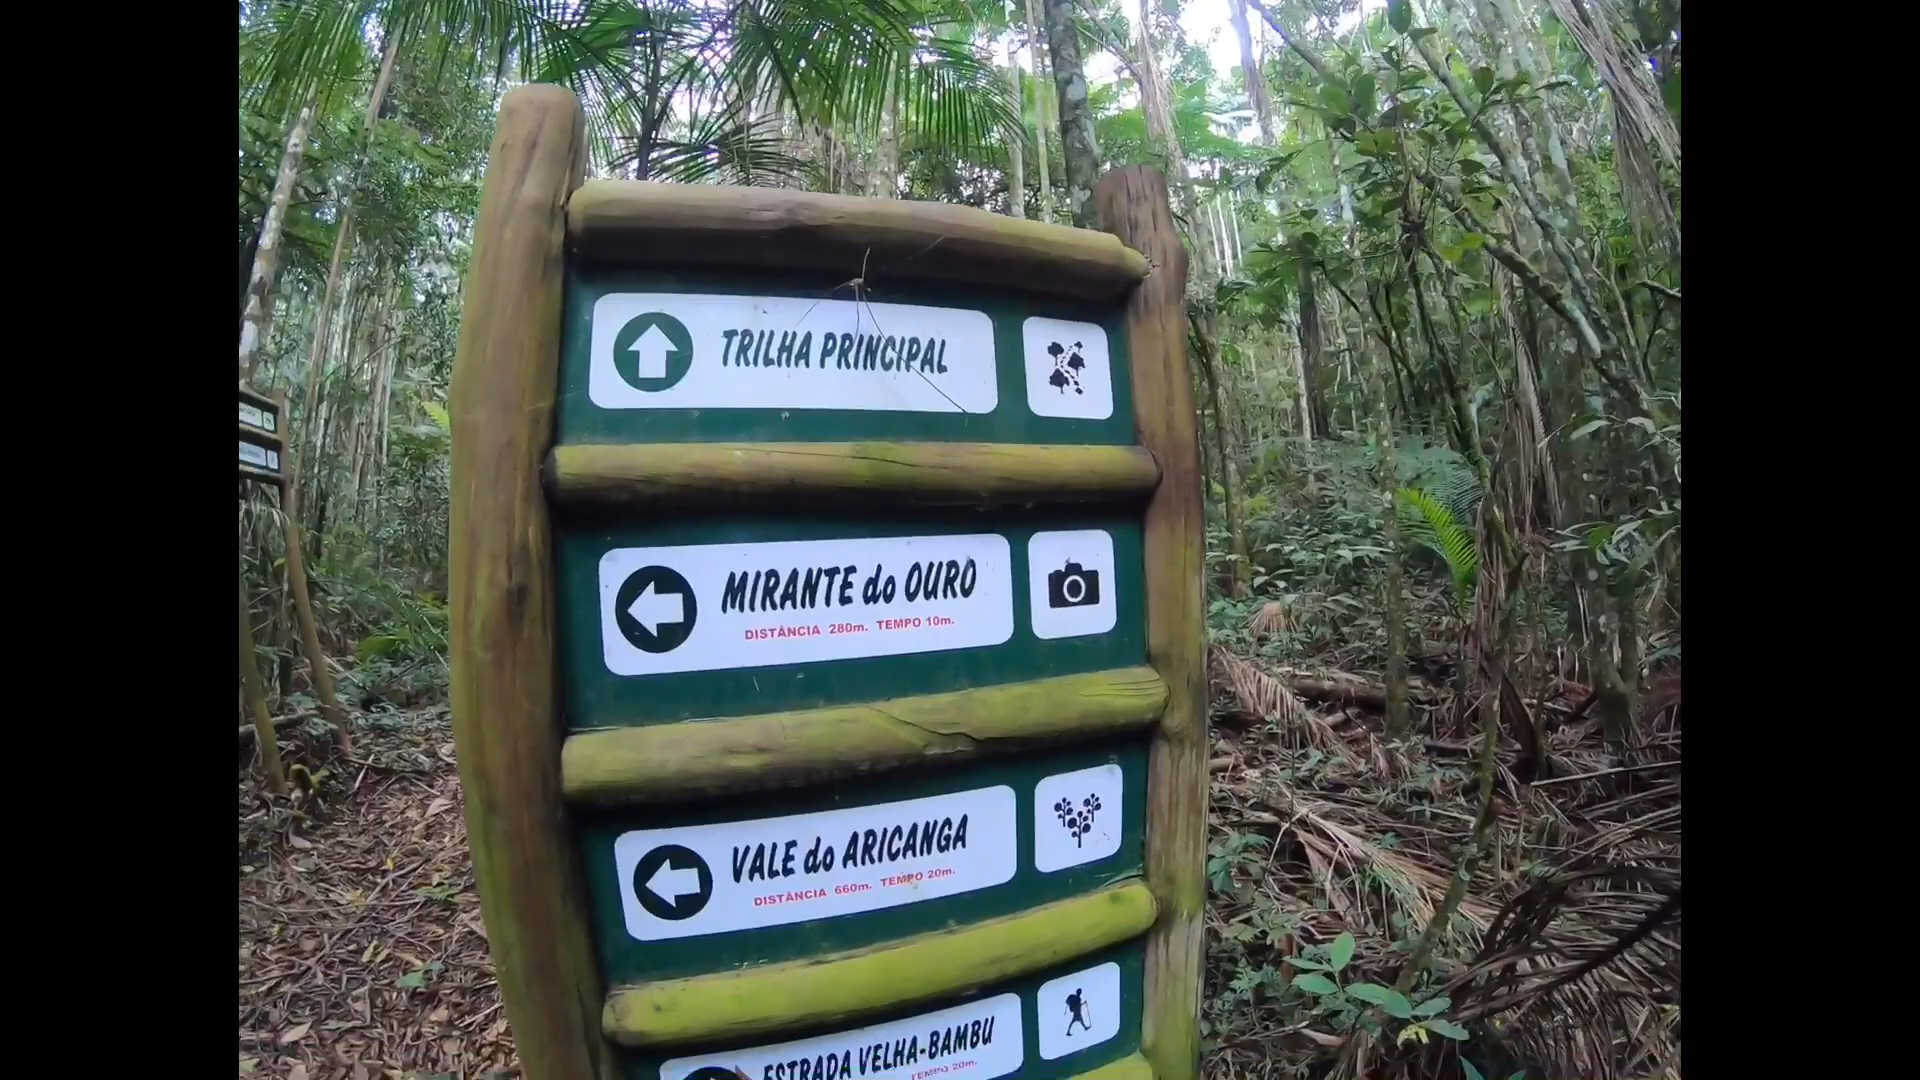 TRILHA PRINCIPAL
MIRANTE do OURO
DISTÂNCIA 280m. TEMPO 10m.
VALE do ARICANGA
DISTÂNCIA 660m. TEMPO 20m.
ESTRADA VELHA-BAMBU
TEMPO 20m.